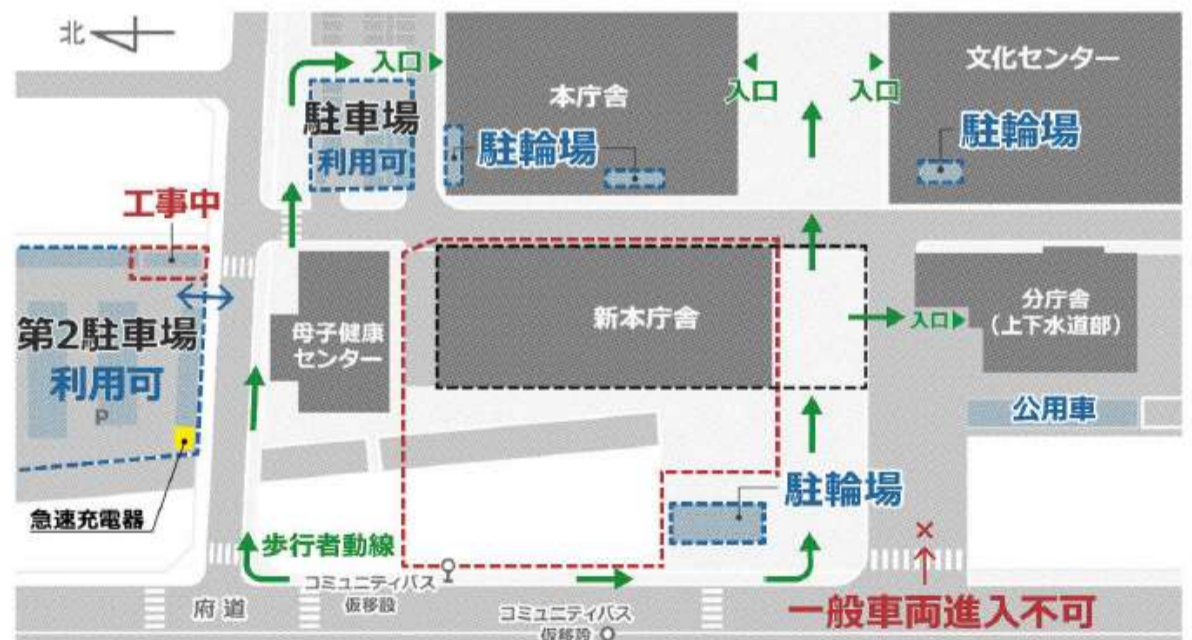 北
入口
本庁舎
入口
入口
文化センター
駐車場
利用可
駐輪場
駐輪場
工事中
第2駐車場
利用可
P
急速充電器
母子健康
センター
新本庁舎
入口
分庁舎
(上下水道部)
公用車
駐輪場
歩行者動線
コミュニティバス
仮移設
府道
コミュニティバス
仮移設
×
一般車両進入不可